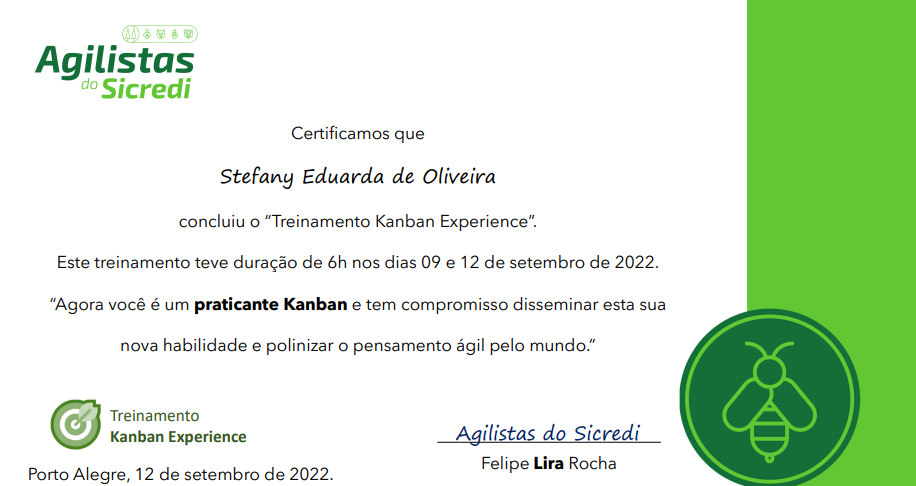 Agilistas
do Sicredi
Certificamos que
Stefany Eduarda de Oliveira
concluiu o “Treinamento Kanban Experience”.
Este treinamento teve duração de 6h nos dias 09 e 12 de setembro de 2022.
“Agora você é um praticante Kanban e tem compromisso disseminar esta sua
nova habilidade e polinizar o pensamento ágil pelo mundo.”
Treinamento
Kanban Experience
Agilistas do Sicredi
Felipe Lira Rocha
Porto Alegre, 12 de setembro de 2022.